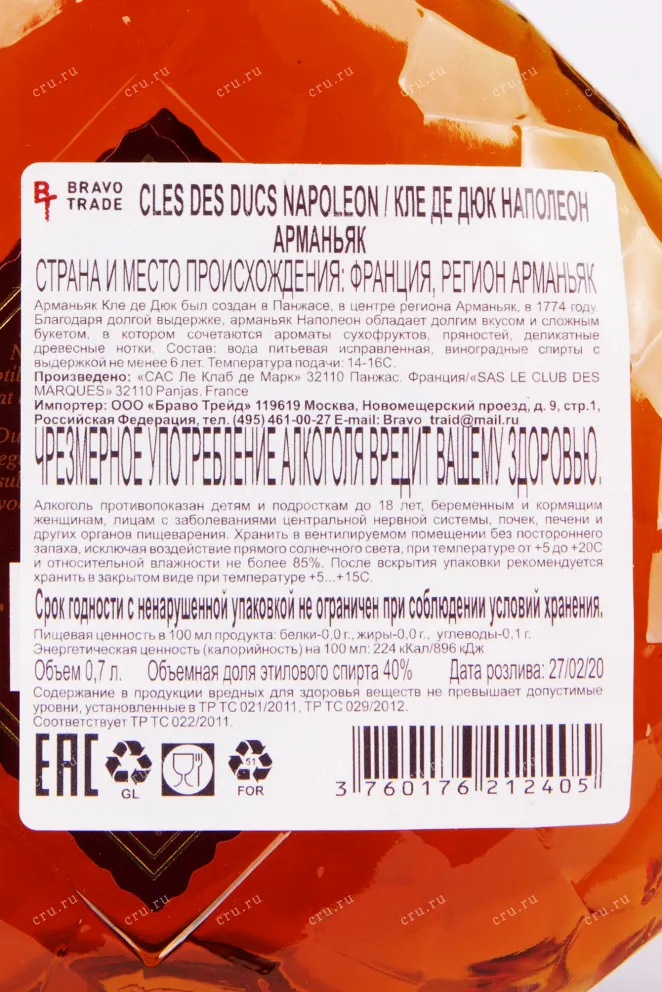 BRAVO
TRADE
CLES DES DUCS NAPOLEON / КЛЕ ДЕ ДЮК НАПОЛЕОН
АРМАНЬЯК
СТРАНА И МЕСТО ПРОИСХОЖДЕНИЯ: ФРАНЦИЯ, РЕГИОН АРМАНЬЯК
Арманьяк Кле де Дюк был создан в Панжасе, в центре региона Арманьяк, в 1774 году.
Благодаря долгой выдержке, арманьяк Наполеон обладает долгим вкусом и сложным
букетом, в котором сочетаются ароматы сухофруктов, пряностей, деликатные
древесные нотки. Состав: вода питьевая исправленная, виноградные спирты с
выдержкой не менее 6 лет. Температура подачи: 14-16С.
Произведено: «САС Ле Клаб де Марк» 32110 Панжас. Франция/«SAS LE CLUB DES
MARQUES» 32110 Panjas. France
Импортер: ООО «Браво Трейд» 119619 Москва, Новомещерский проезд, д. 9, стр.1,
Российская Федерация, тел. (495) 461-00-27 E-mail: Bravo_traid@mail.ru
ЧРЕЗМЕРНОЕ УПОТРЕБЛЕНИЕ АЛКОГОЛЯ ВРЕДИТ ВАШЕМУ ЗДОРОВЬЮ.
Алкоголь противопоказан детям и подросткам до 18 лет, беременным и кормящим
женщинам, лицам с заболеваниями центральной нервной системы, почек, печени и
других органов пищеварения. Хранить в вентилируемом помещении без постороннего
запаха, исключая воздействие прямого солнечного света, при температуре от +5 до +20С
и относительной влажности не более 85%. После вскрытия упаковки рекомендуется
хранить в закрытом виде при температуре +5...+15С.
Срок годности с ненарушенной упаковкой не ограничен при соблюдении условий хранения.
Пищевая ценность в 100 мл продукта: белки-0,0 г., жиры-0,0 г., углеводы-0,1 г.
Энергетическая ценность (калорийность) на 100 мл: 224 кКал/896 кДж
Объем 0,7 л. Объемная доля этилового спирта 40% Дата розлива: 27/02/20
Содержание в продукции вредных для здоровья веществ не превышает допустимые
уровни, установленные в ТР ТС 021/2011, ТР ТС 029/2012.
Соответствует ТР ТС 022/2011.
EAC
GL
51
FOR
3 760176 212405
cru.ru